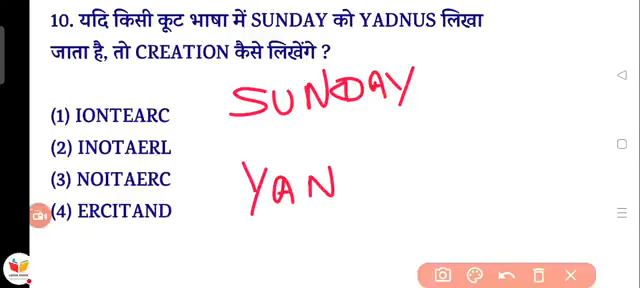 10. यदि किसी कूट भाषा में SUNDAY को YADNUS लिखा
जाता है, तो CREATION कैसे लिखेंगे ?
SUNDAY
(1) IONTEARC
(2) INOTAERL
(3) NOITAERC
YAN
(4) ERCITAND